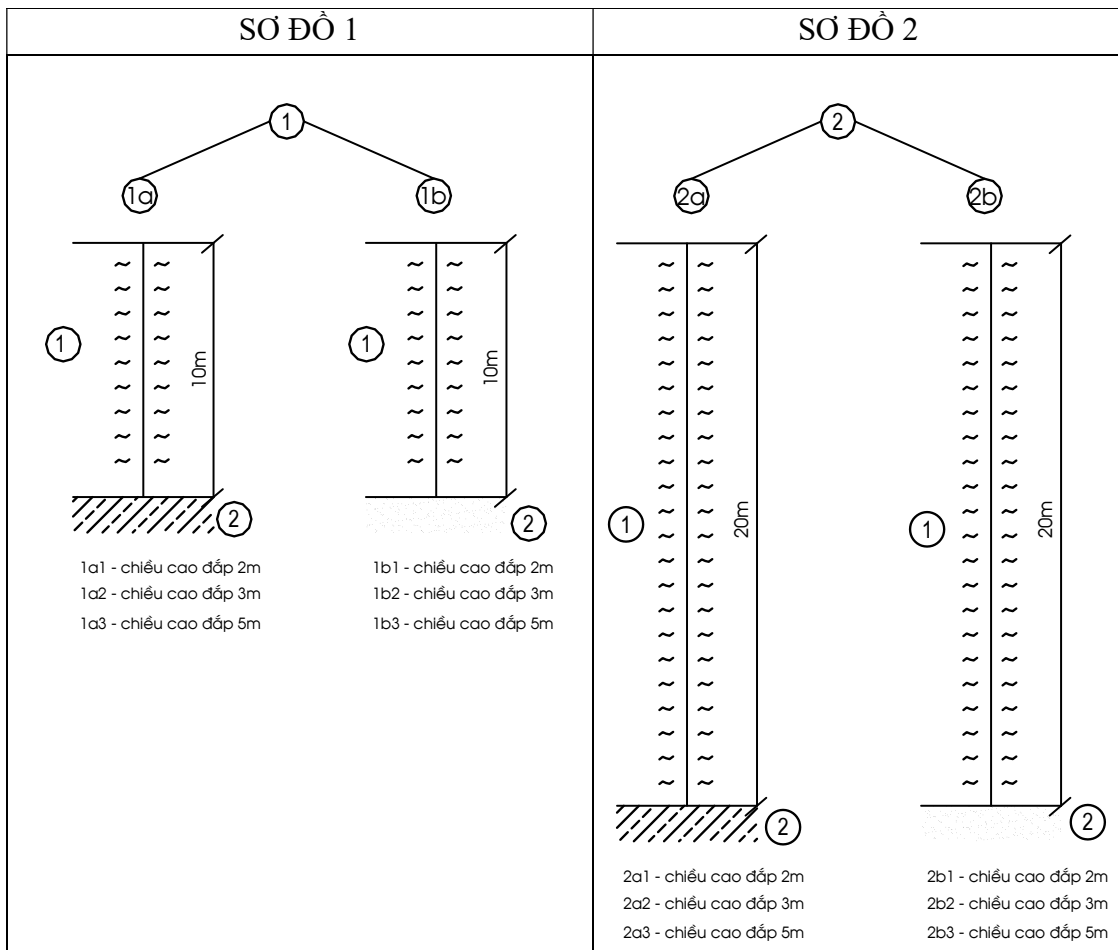 SƠ ĐỒ 1
SƠ ĐỒ 2
1
1a
1b
1
10m
2
1
10m
2
1a1 - chiều cao đắp 2m
1a2 - chiều cao đắp 3m
1a3 - chiều cao đắp 5m
1b1 - chiều cao đắp 2m
1b2 - chiều cao đắp 3m
1b3 - chiều cao đắp 5m
2
2a
2b
1
20m
2
1
20m
2
2a1 - chiều cao đắp 2m
2a2 - chiều cao đắp 3m
2a3 - chiều cao đắp 5m
2b1 - chiều cao đắp 2m
2b2 - chiều cao đắp 3m
2b3 - chiều cao đắp 5m